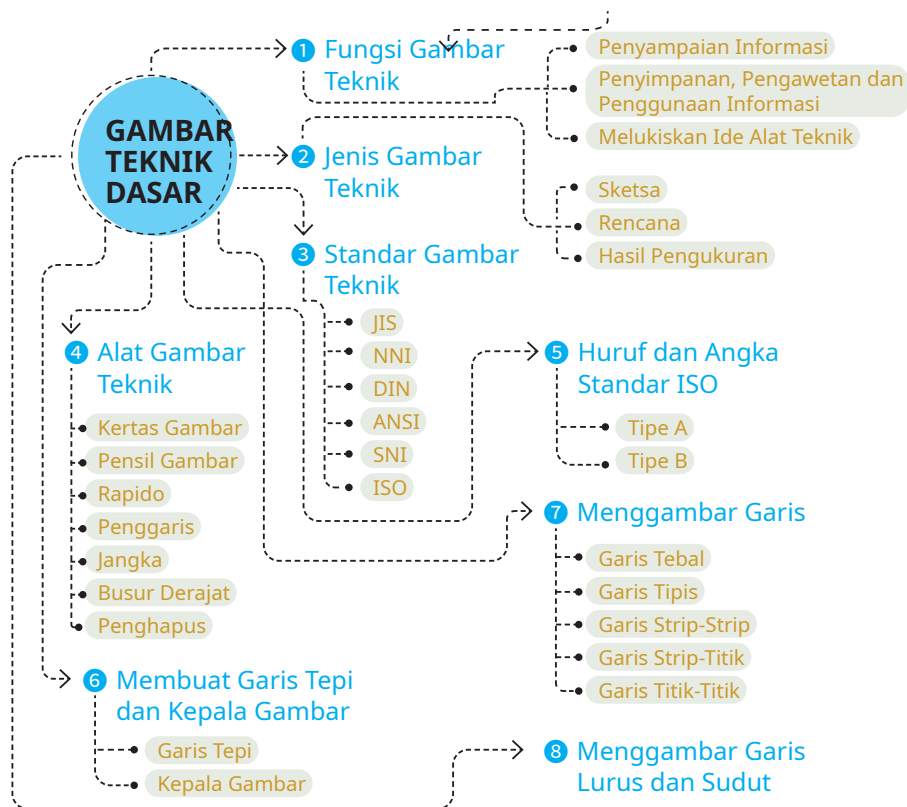 GAMBAR
TEKNIK
DASAR
1 Fungsi Gambar
Teknik
Penyampaian Informasi
Penyimpanan, Pengawetan dan
Penggunaan Informasi
Melukiskan Ide Alat Teknik
2 Jenis Gambar
Teknik
Sketsa
Rencana
Hasil Pengukuran
3 Standar Gambar
Teknik
JIS
NNI
DIN
ANSI
SNI
ISO
4 Alat Gambar
Teknik
Kertas Gambar
Pensil Gambar
Rapido
Penggaris
Jangka
Busur Derajat
Penghapus
5 Huruf dan Angka
Standar ISO
Tipe A
Tipe B
6 Membuat Garis Tepi
dan Kepala Gambar
Garis Tepi
Kepala Gambar
7 Menggambar Garis
Garis Tebal
Garis Tipis
Garis Strip-Strip
Garis Strip-Titik
Garis Titik-Titik
8 Menggambar Garis
Lurus dan Sudut